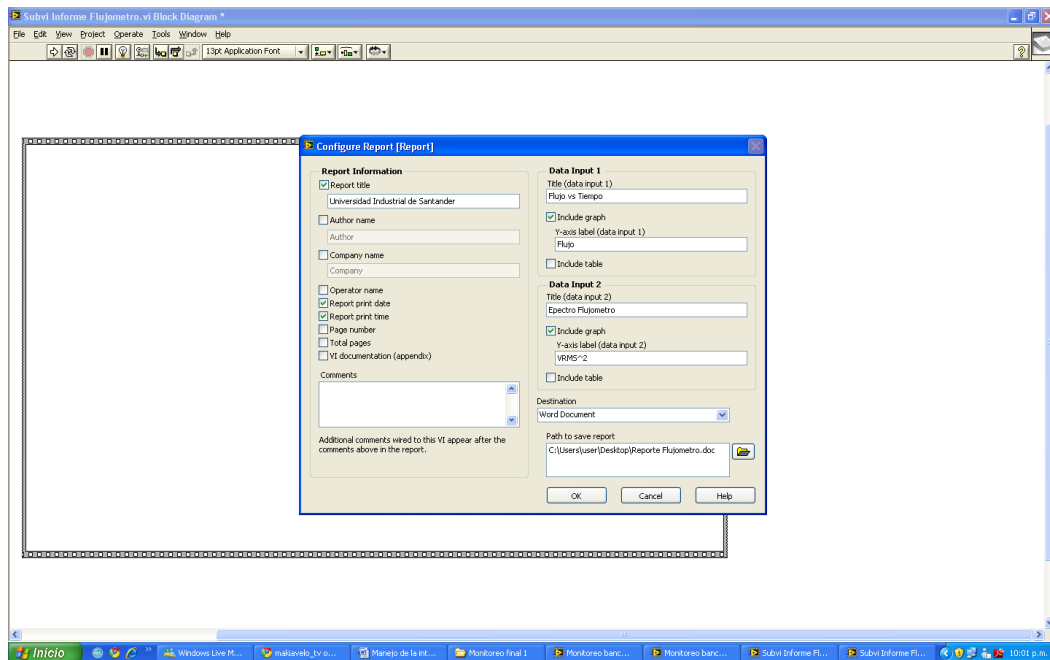 Subvi Informe Flujometro.vi Block Diagram *
File Edit View Project Operate Tools Window Help
13pt Application Font
Configure Report [Report]
Report Information
Report title
Universidad Industrial de Santander
Author name
Author
Company name
Company
Operator name
Report print date
Report print time
Page number
Total pages
VI documentation (appendix)
Comments
Additional comments wired to this VI appear after the
comments above in the report.
Data Input 1
Title (data input 1)
Flujo vs Tiempo
Include graph
Y-axis label (data input 1)
Flujo
Include table
Data Input 2
Title (data input 2)
Epectro Flujometro
Include graph
Y-axis label (data input 2)
VRMS^2
Include table
Destination
Word Document
Path to save report
C:\Users\user\Desktop\Reporte Flujometro.doc
OK Cancel Help
Inicio Windows Live M... makiavelo_tv o... Manejo de la int... Monitoreo final 1 Monitoreo banc... Monitoreo banc... Subvi Informe Fl... Subvi Informe Fl... 10:01 p.m.